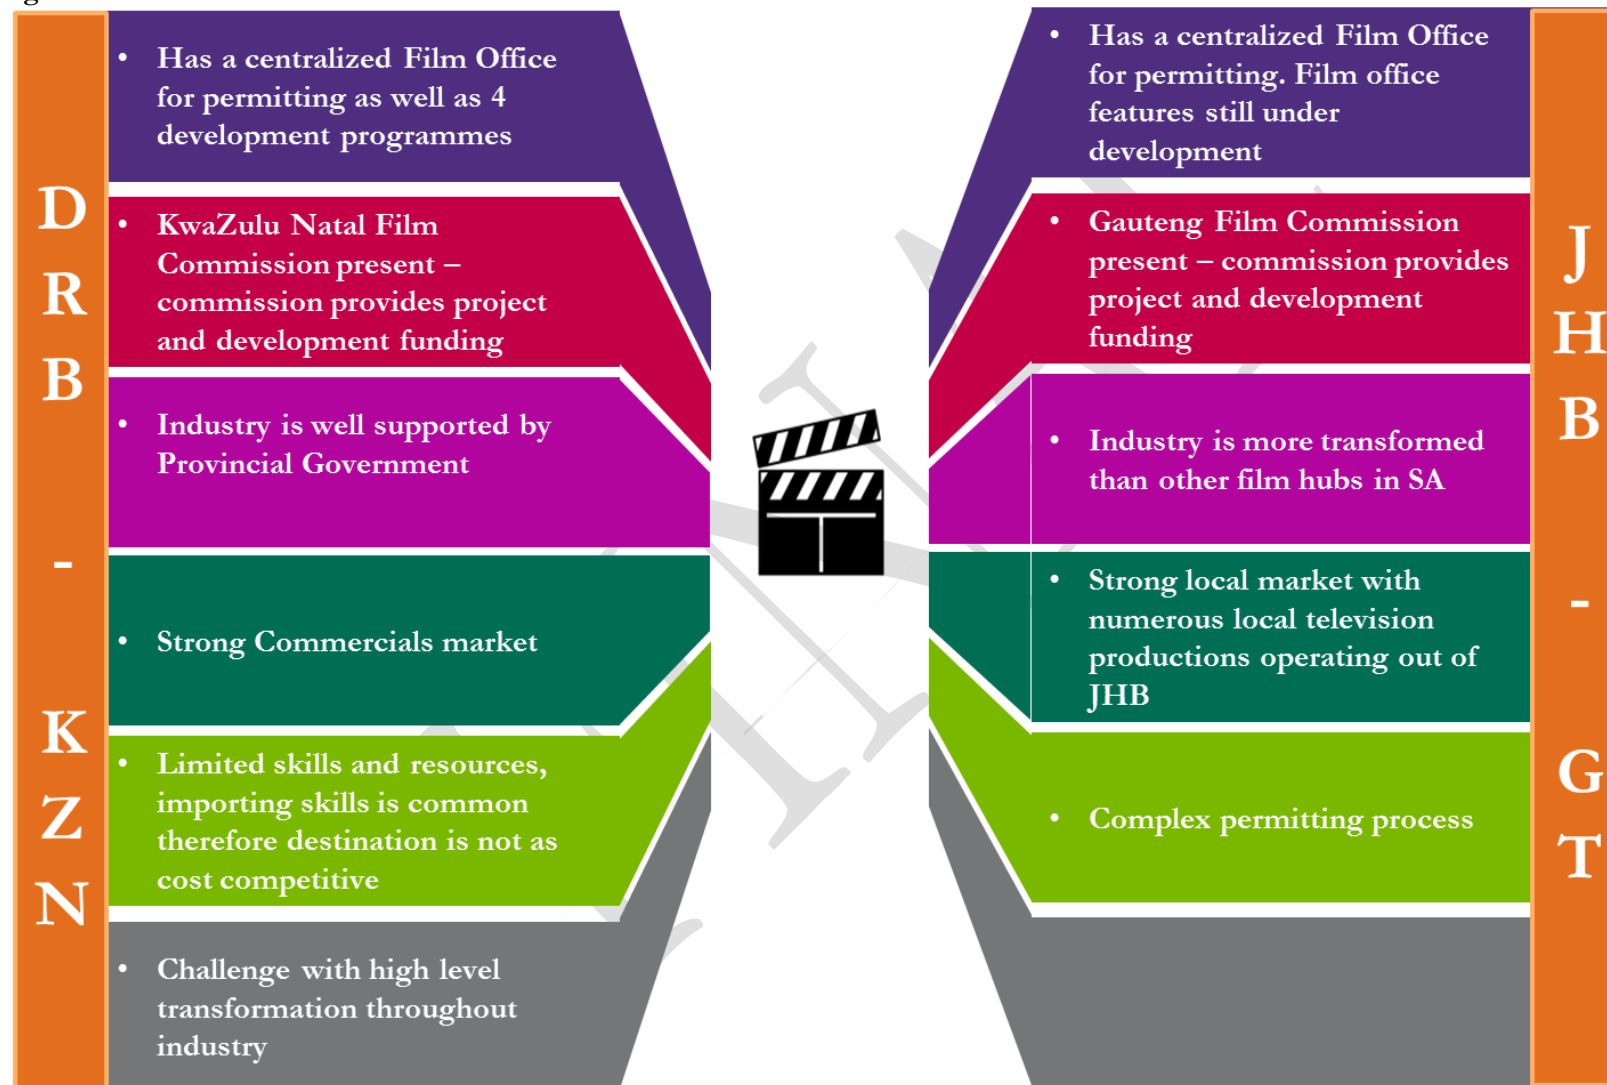 D
R
B
-
K
Z
N
• Has a centralized Film Office
for permitting as well as 4
development programmes
• KwaZulu Natal Film
Commission present –
commission provides project
and development funding
• Industry is well supported by
Provincial Government
• Strong Commercials market
• Limited skills and resources,
importing skills is common
therefore destination is not as
cost competitive
• Challenge with high level
transformation throughout
industry
• Has a centralized Film Office
for permitting. Film office
features still under
development
• Gauteng Film Commission
present – commission provides
project and development
funding
• Industry is more transformed
than other film hubs in SA
• Strong local market with
numerous local television
productions operating out of
JHB
• Complex permitting process
J
H
B
-
G
T